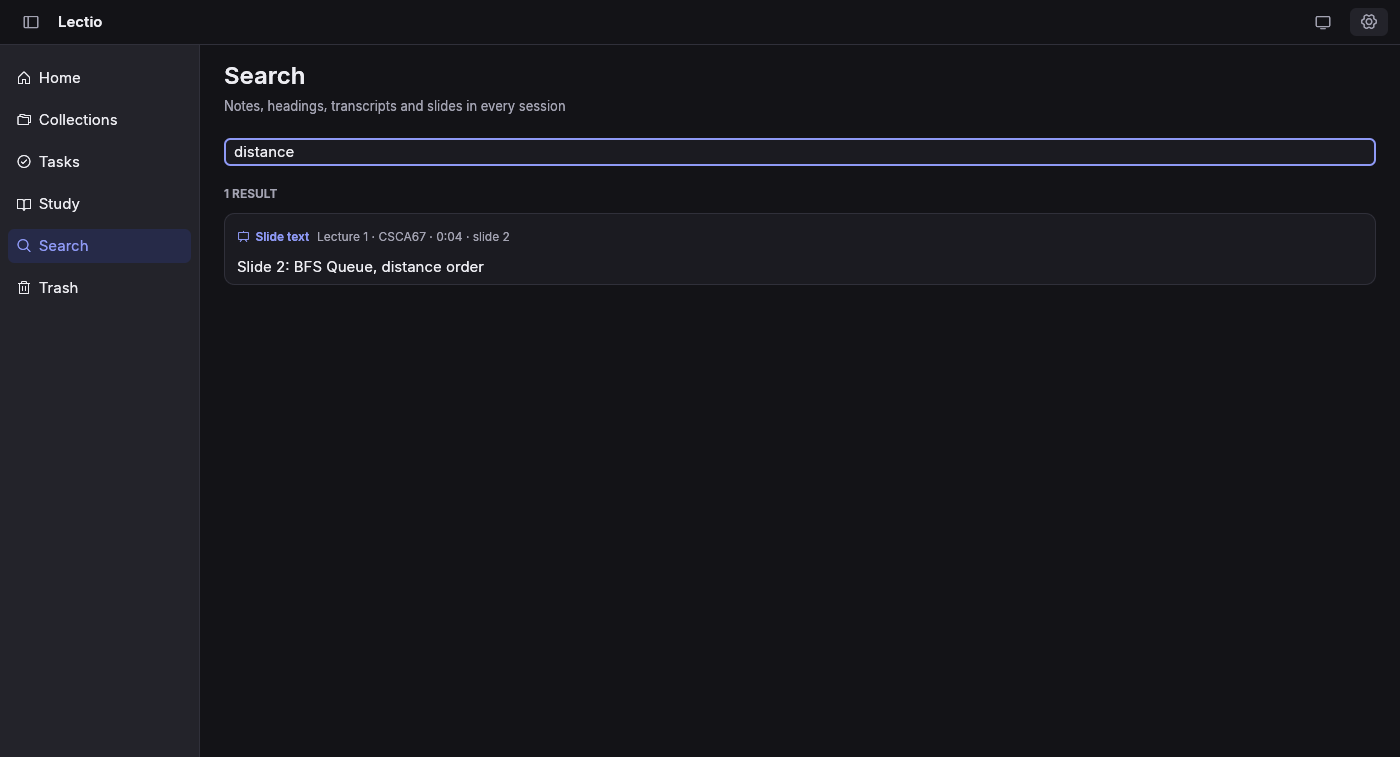 Lectio
Home
Collections
Tasks
Study
Search
Trash
Search
Notes, headings, transcripts and slides in every session
distance
1 RESULT
Slide text Lecture 1 · CSCA67 · 0:04 · slide 2
Slide 2: BFS Queue, distance order